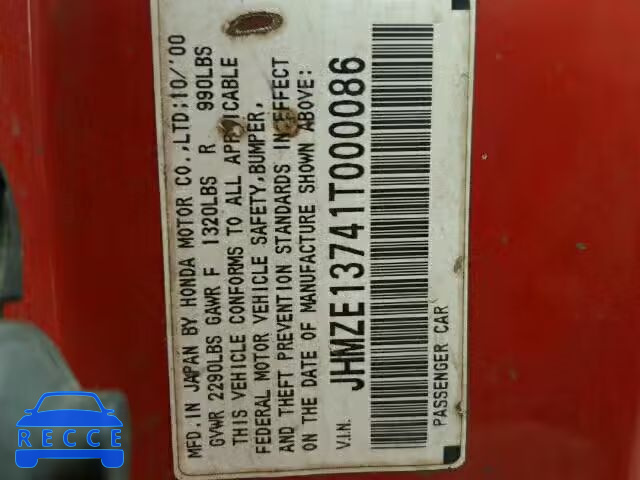 MFD. IN JAPAN BY HONDA MOTOR CO.,LTD:10/'00
GVWR 2290LBS GAWR F 1320LBS R 990LBS
THIS VEHICLE CONFORMS TO ALL APPLICABLE
FEDERAL MOTOR VEHICLE SAFETY,BUMPER,
AND THEFT PREVENTION STANDARDS IN EFFECT
ON THE DATE OF MANUFACTURE SHOWN ABOVE:
V.I.N. JHMZE13741T000086
PASSENGER CAR
RECCE